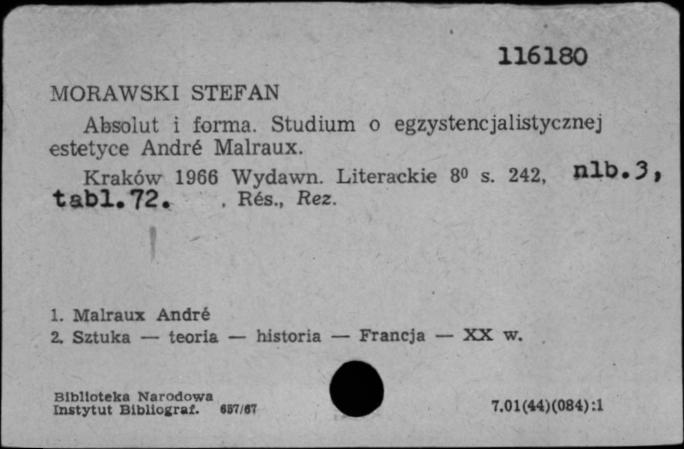 116180
MORAWSKI STEFAN
Absolut i forma. Studium o egzystencjalistycznej
estetyce André Malraux.
Kraków 1966 Wydawn. Literackie 8⁰ s. 242, nlb.3,
tabl.72. . Rés., Rez.
1. Malraux André
2. Sztuka — teoria — historia — Francja — XX w.
Biblioteka Narodowa
Instytut Bibliograf. 687/67
7.01(44)(084):1